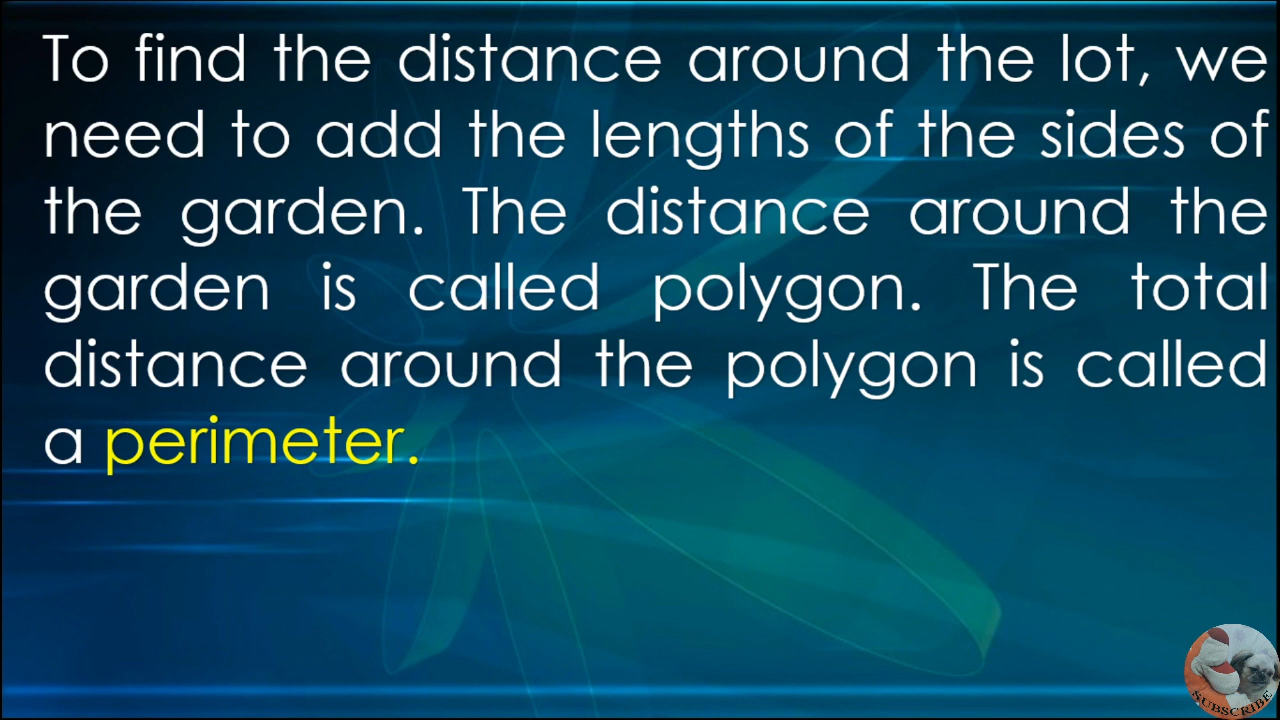 To find the distance around the lot, we
need to add the lengths of the sides of
the garden. The distance around the
garden is called polygon. The total
distance around the polygon is called
a perimeter.
SUBSCRIBE